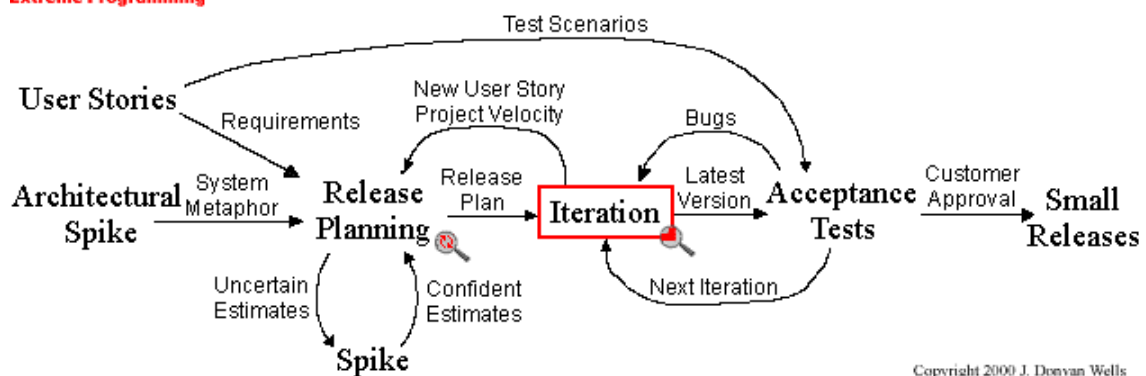 Extreme Programming
Test Scenarios
User Stories
New User Story
Project Velocity
Bugs
Requirements
Architectural
Spike
System
Metaphor
Release
Planning
Release
Plan
Iteration
Latest
Version
Acceptance
Tests
Customer
Approval
Small
Releases
Uncertain
Estimates
Confident
Estimates
Next Iteration
Spike
Copyright 2000 J. Donvan Wells